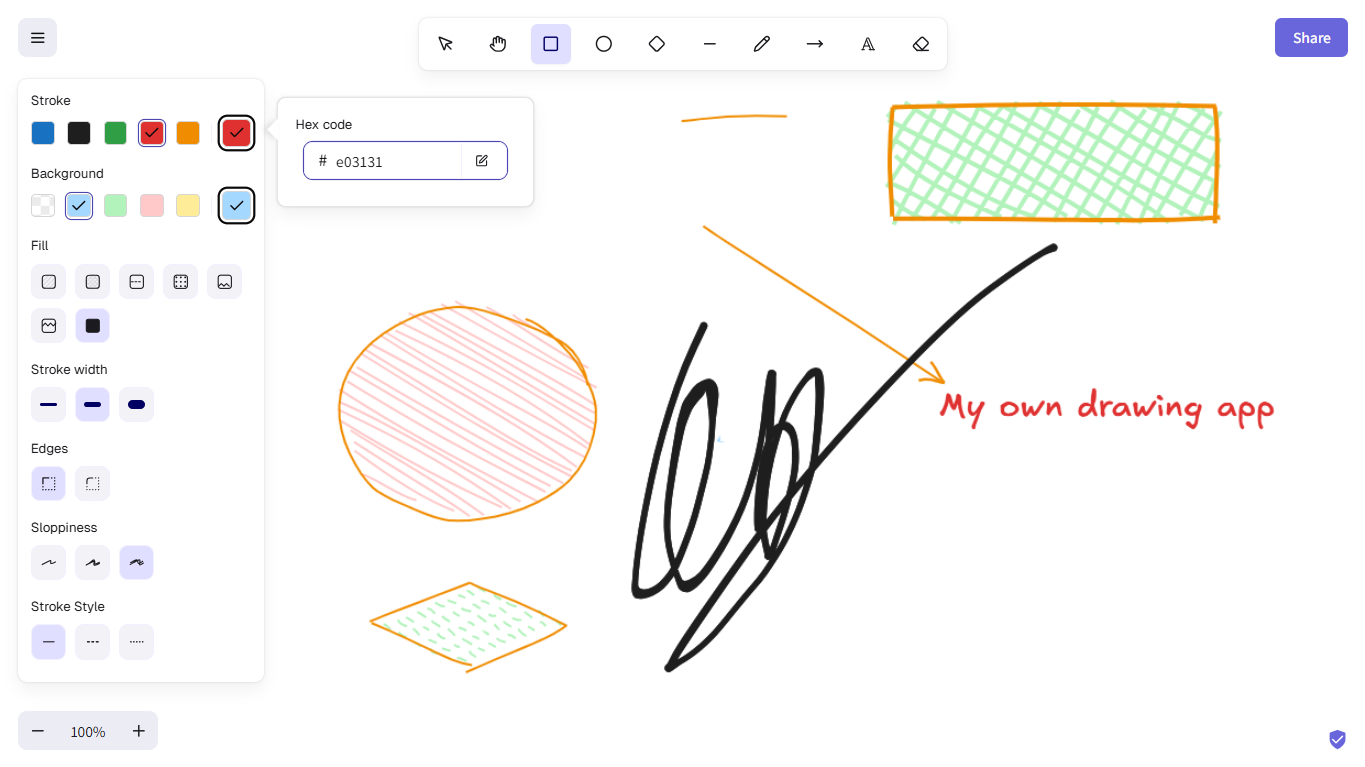 Share
Stroke
Hex code
# e03131
Background
Fill
Stroke width
Edges
Sloppiness
Stroke Style
100%
My own drawing app